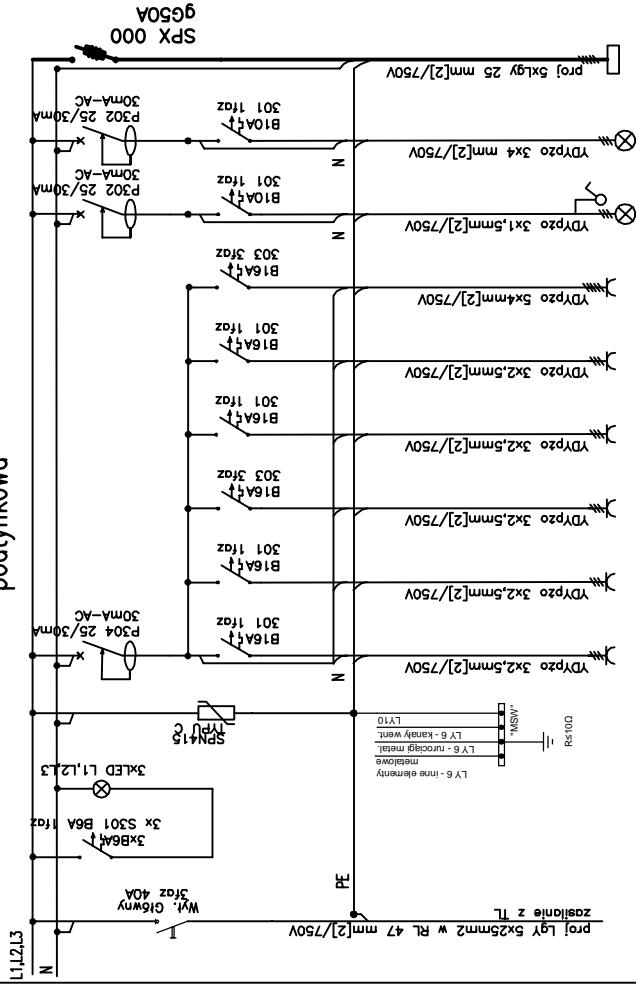 SPX 000
gG50A
proj 5xLgy 25 mm[2]/750V
P302 25/30mA
30mA-AC
B10A
301 1faz
N
YDYpżo 3x4 mm[2]/750V
P302 25/30mA
30mA-AC
B10A
301 1faz
N
YDYpżo 3x1,5mm[2]/750V
B16A
303 3faz
YDYpżo 5x4mm[2]/750V
B16A
301 1faz
YDYpżo 3x2,5mm[2]/750V
B16A
301 1faz
YDYpżo 3x2,5mm[2]/750V
podtynkowa
B16A
303 3faz
YDYpżo 3x2,5mm[2]/750V
B16A
301 1faz
YDYpżo 3x2,5mm[2]/750V
P304 25/30mA
30mA-AC
B16A
301 1faz
N
YDYpżo 3x2,5mm[2]/750V
SPN415
TYPU C
LY 6 - inne elementy
metalowe
LY 6 - rurociągi metal.
LY 6 - kanały went.
LY10
"MSW"
R≤10Ω
3xLED L1,L2,L3
3xB6A
3x S301 B6A 1faz
Wył. Główny
3faz 40A
PE
proj LgY 5x25mm2 w RL 47 mm[2]/750V
zasilanie z TL
L1,L2,L3
N